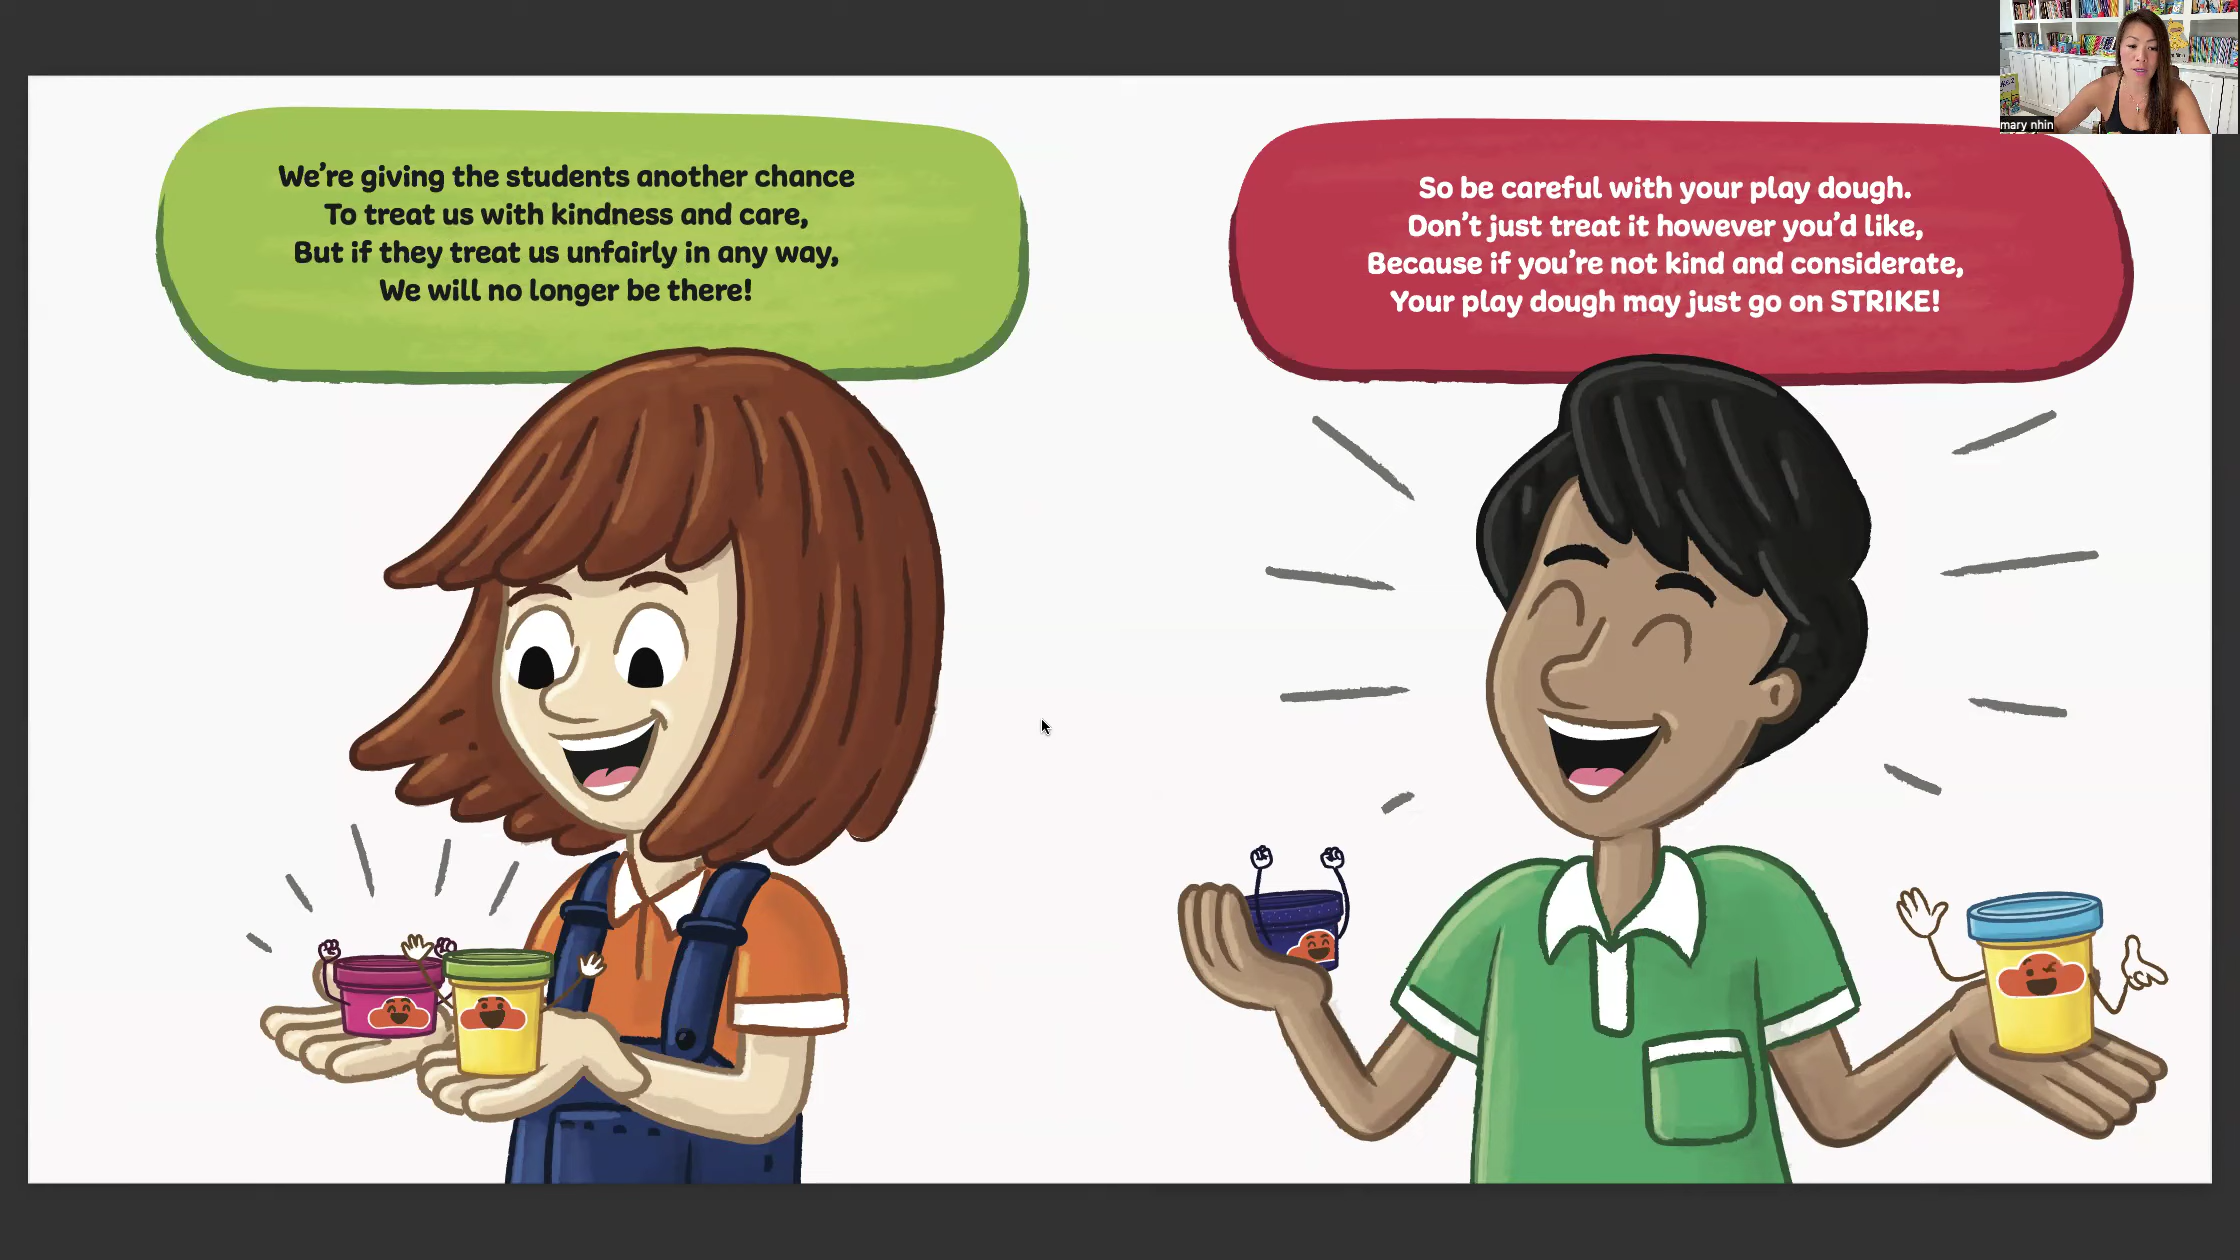 We're giving the students another chance
To treat us with kindness and care,
But if they treat us unfairly in any way,
We will no longer be there!
So be careful with your play dough.
Don't just treat it however you'd like,
Because if you're not kind and considerate,
Your play dough may just go on STRIKE!
mary nhin